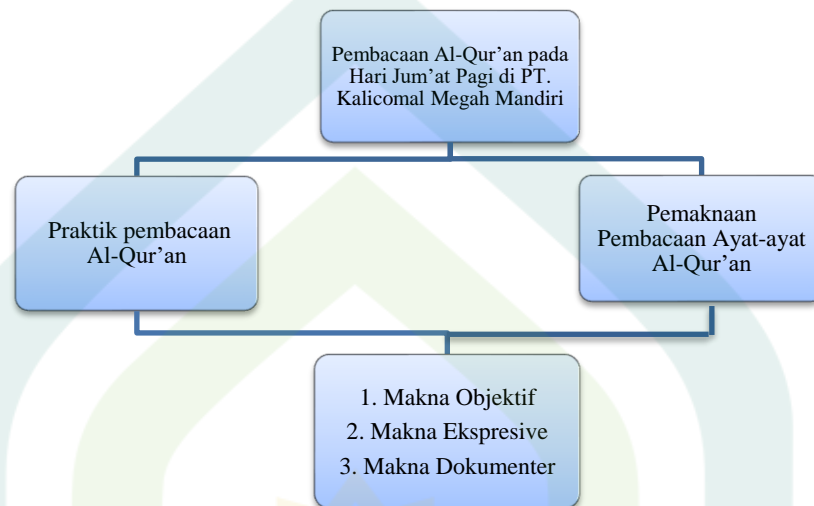 Pembacaan Al-Qur’an pada
Hari Jum’at Pagi di PT.
Kalicomal Megah Mandiri
Praktik pembacaan
Al-Qur’an
Pemaknaan
Pembacaan Ayat-ayat
Al-Qur’an
1. Makna Objektif
2. Makna Ekspresive
3. Makna Dokumenter